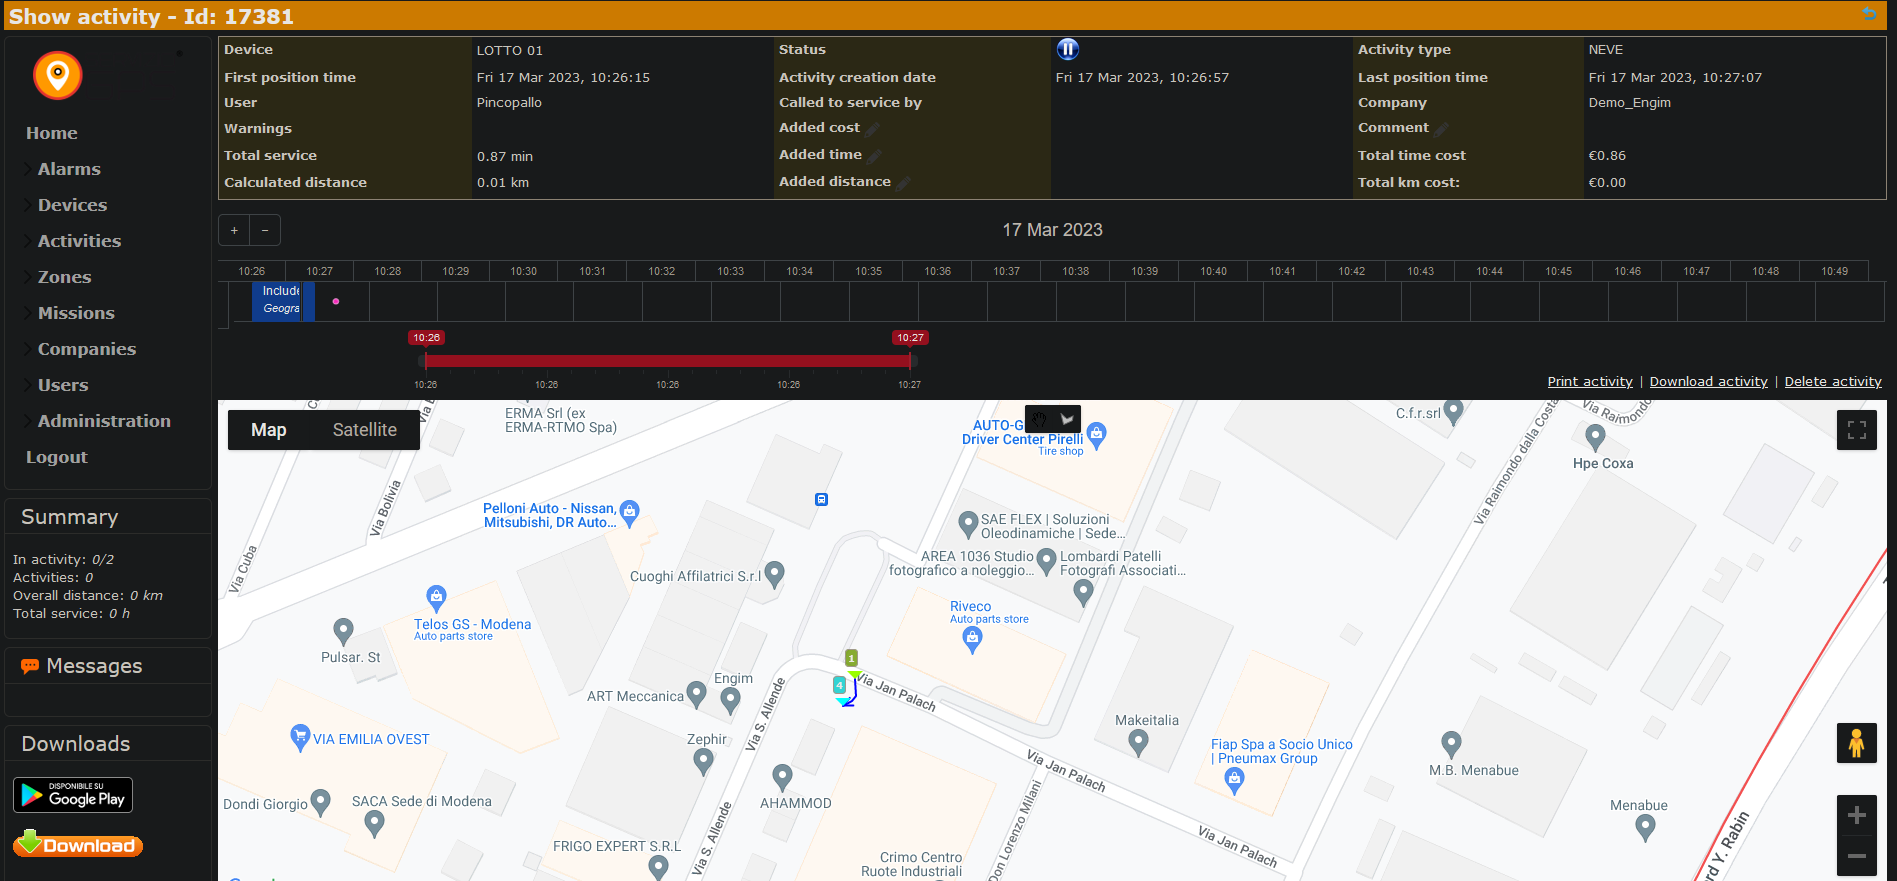 Show activity - Id: 17381
Home
Alarms
Devices
Activities
Zones
Missions
Companies
Users
Administration
Logout
Summary
In activity: 0/2
Activities: 0
Overall distance: 0 km
Total service: 0 h
Messages
Downloads
DISPONIBILE SU
Google Play
Download
Device LOTTO 01 Status Activity type NEVE
First position time Fri 17 Mar 2023, 10:26:15 Activity creation date Fri 17 Mar 2023, 10:26:57 Last position time Fri 17 Mar 2023, 10:27:07
User Pincopallo Called to service by Company Demo_Engim
Warnings Added cost Comment
Total service 0.87 min Added time Total time cost €0.86
Calculated distance 0.01 km Added distance Total km cost: €0.00
+ −
17 Mar 2023
10:26 10:27 10:28 10:29 10:30 10:31 10:32 10:33 10:34 10:35 10:36 10:37 10:38 10:39 10:40 10:41 10:42 10:43 10:44 10:45 10:46 10:47 10:48 10:49
Include
Geogra
10:26 10:27
10:26 10:26 10:26 10:26 10:27
Print activity | Download activity | Delete activity
Map Satellite
ERMA Srl (ex
ERMA-RTMO Spa)
AUTO-G
Driver Center Pirelli
Tire shop
C.f.r.srl
Via Raimondo
Hpe Coxa
Via Raimondo dalla Costa
Via Bolivia
Via Cuba
Pelloni Auto - Nissan,
Mitsubishi, DR Auto...
SAE FLEX | Soluzioni
Oleodinamiche | Sede...
AREA 1036 Studio
fotografico a noleggio...
Lombardi Patelli
Fotografi Associati...
Cuoghi Affilatrici S.r.l
Riveco
Auto parts store
Telos GS - Modena
Auto parts store
Pulsar. St
1
4
Engim
ART Meccanica
Via Jan Palach
Via S. Allende
Makeitalia
Zephir
VIA EMILIA OVEST
Fiap Spa a Socio Unico
| Pneumax Group
Via Jan Palach
M.B. Menabue
Dondi Giorgio
SACA Sede di Modena
AHAMMOD
Menabue
Via S. Allende
Don Lorenzo Milani
Via Jan Palach
FRIGO EXPERT S.R.L
Crimo Centro
Ruote Industriali
rd Y. Rabin